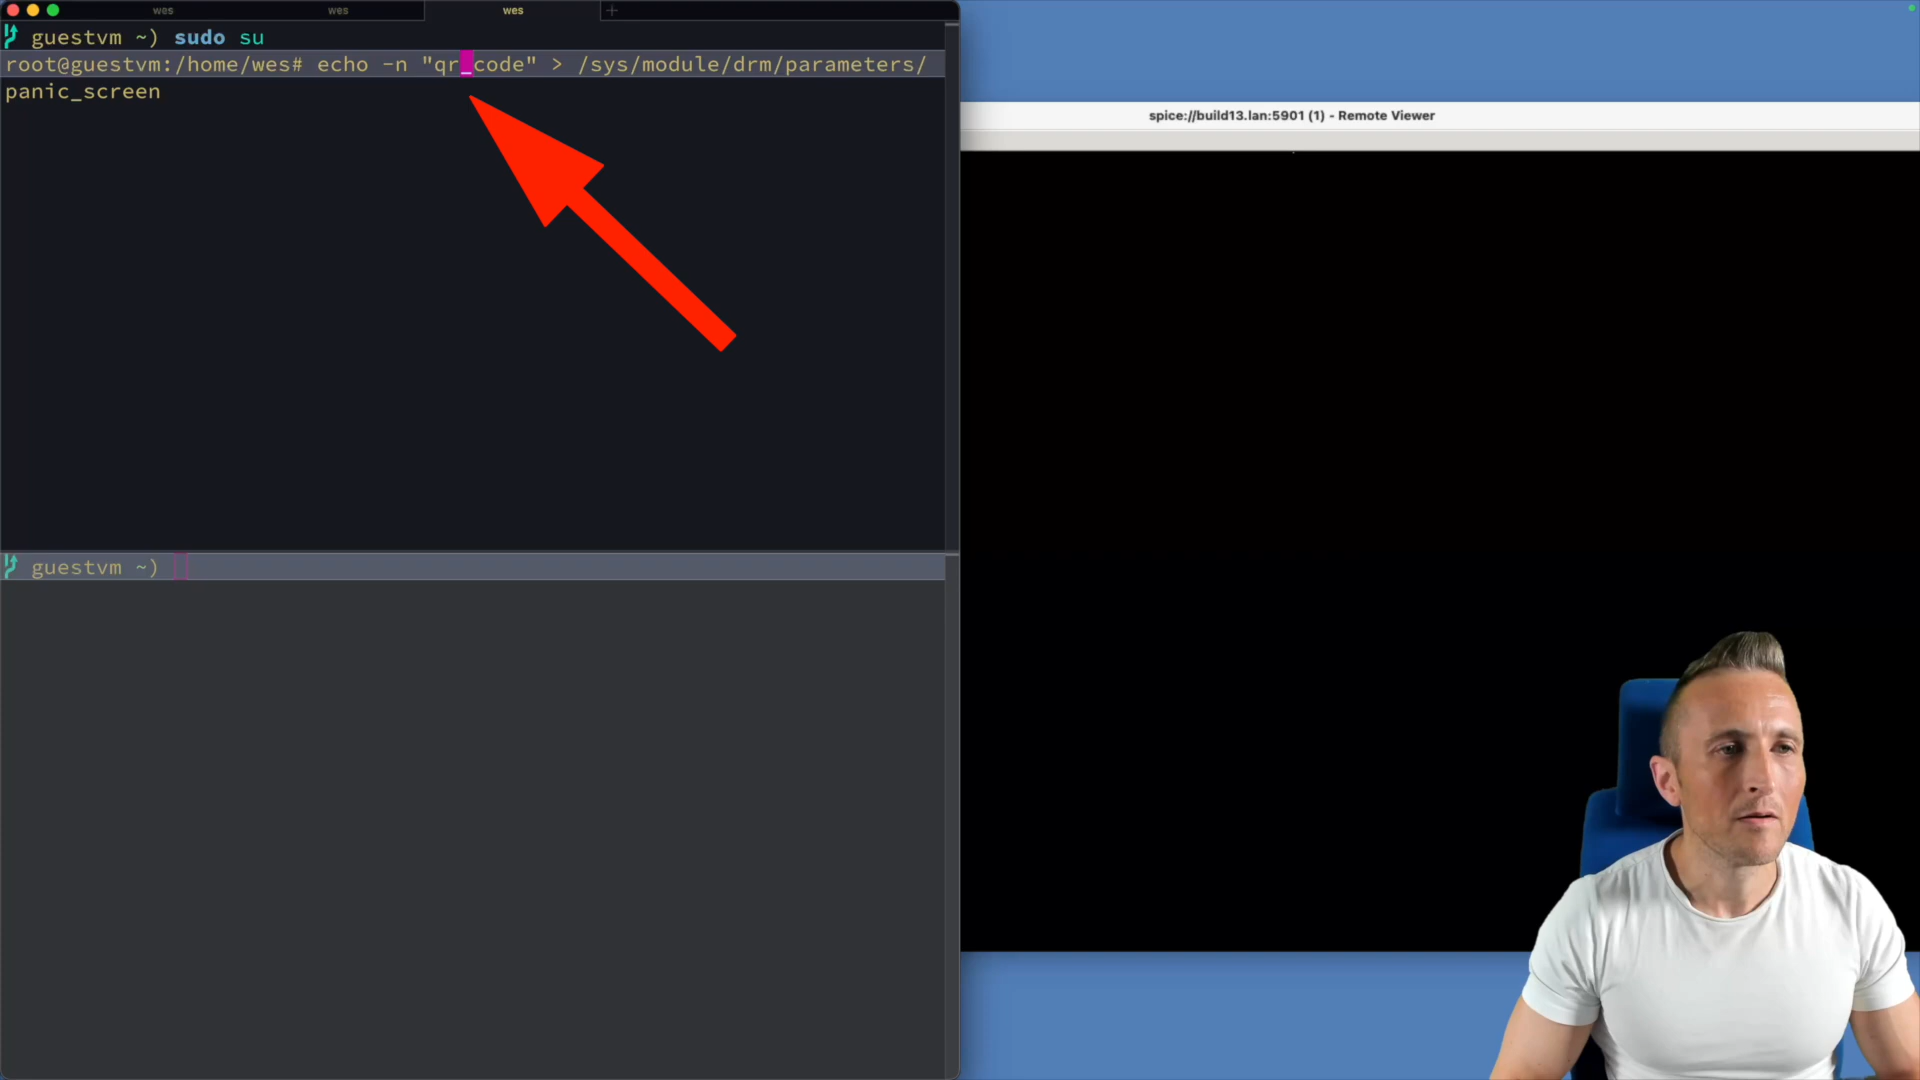 wes wes wes +
guestvm ~) sudo su
root@guestvm:/home/wes# echo -n "qr_code" > /sys/module/drm/parameters/
panic_screen
spice://build13.lan:5901 (1) - Remote Viewer
guestvm ~)